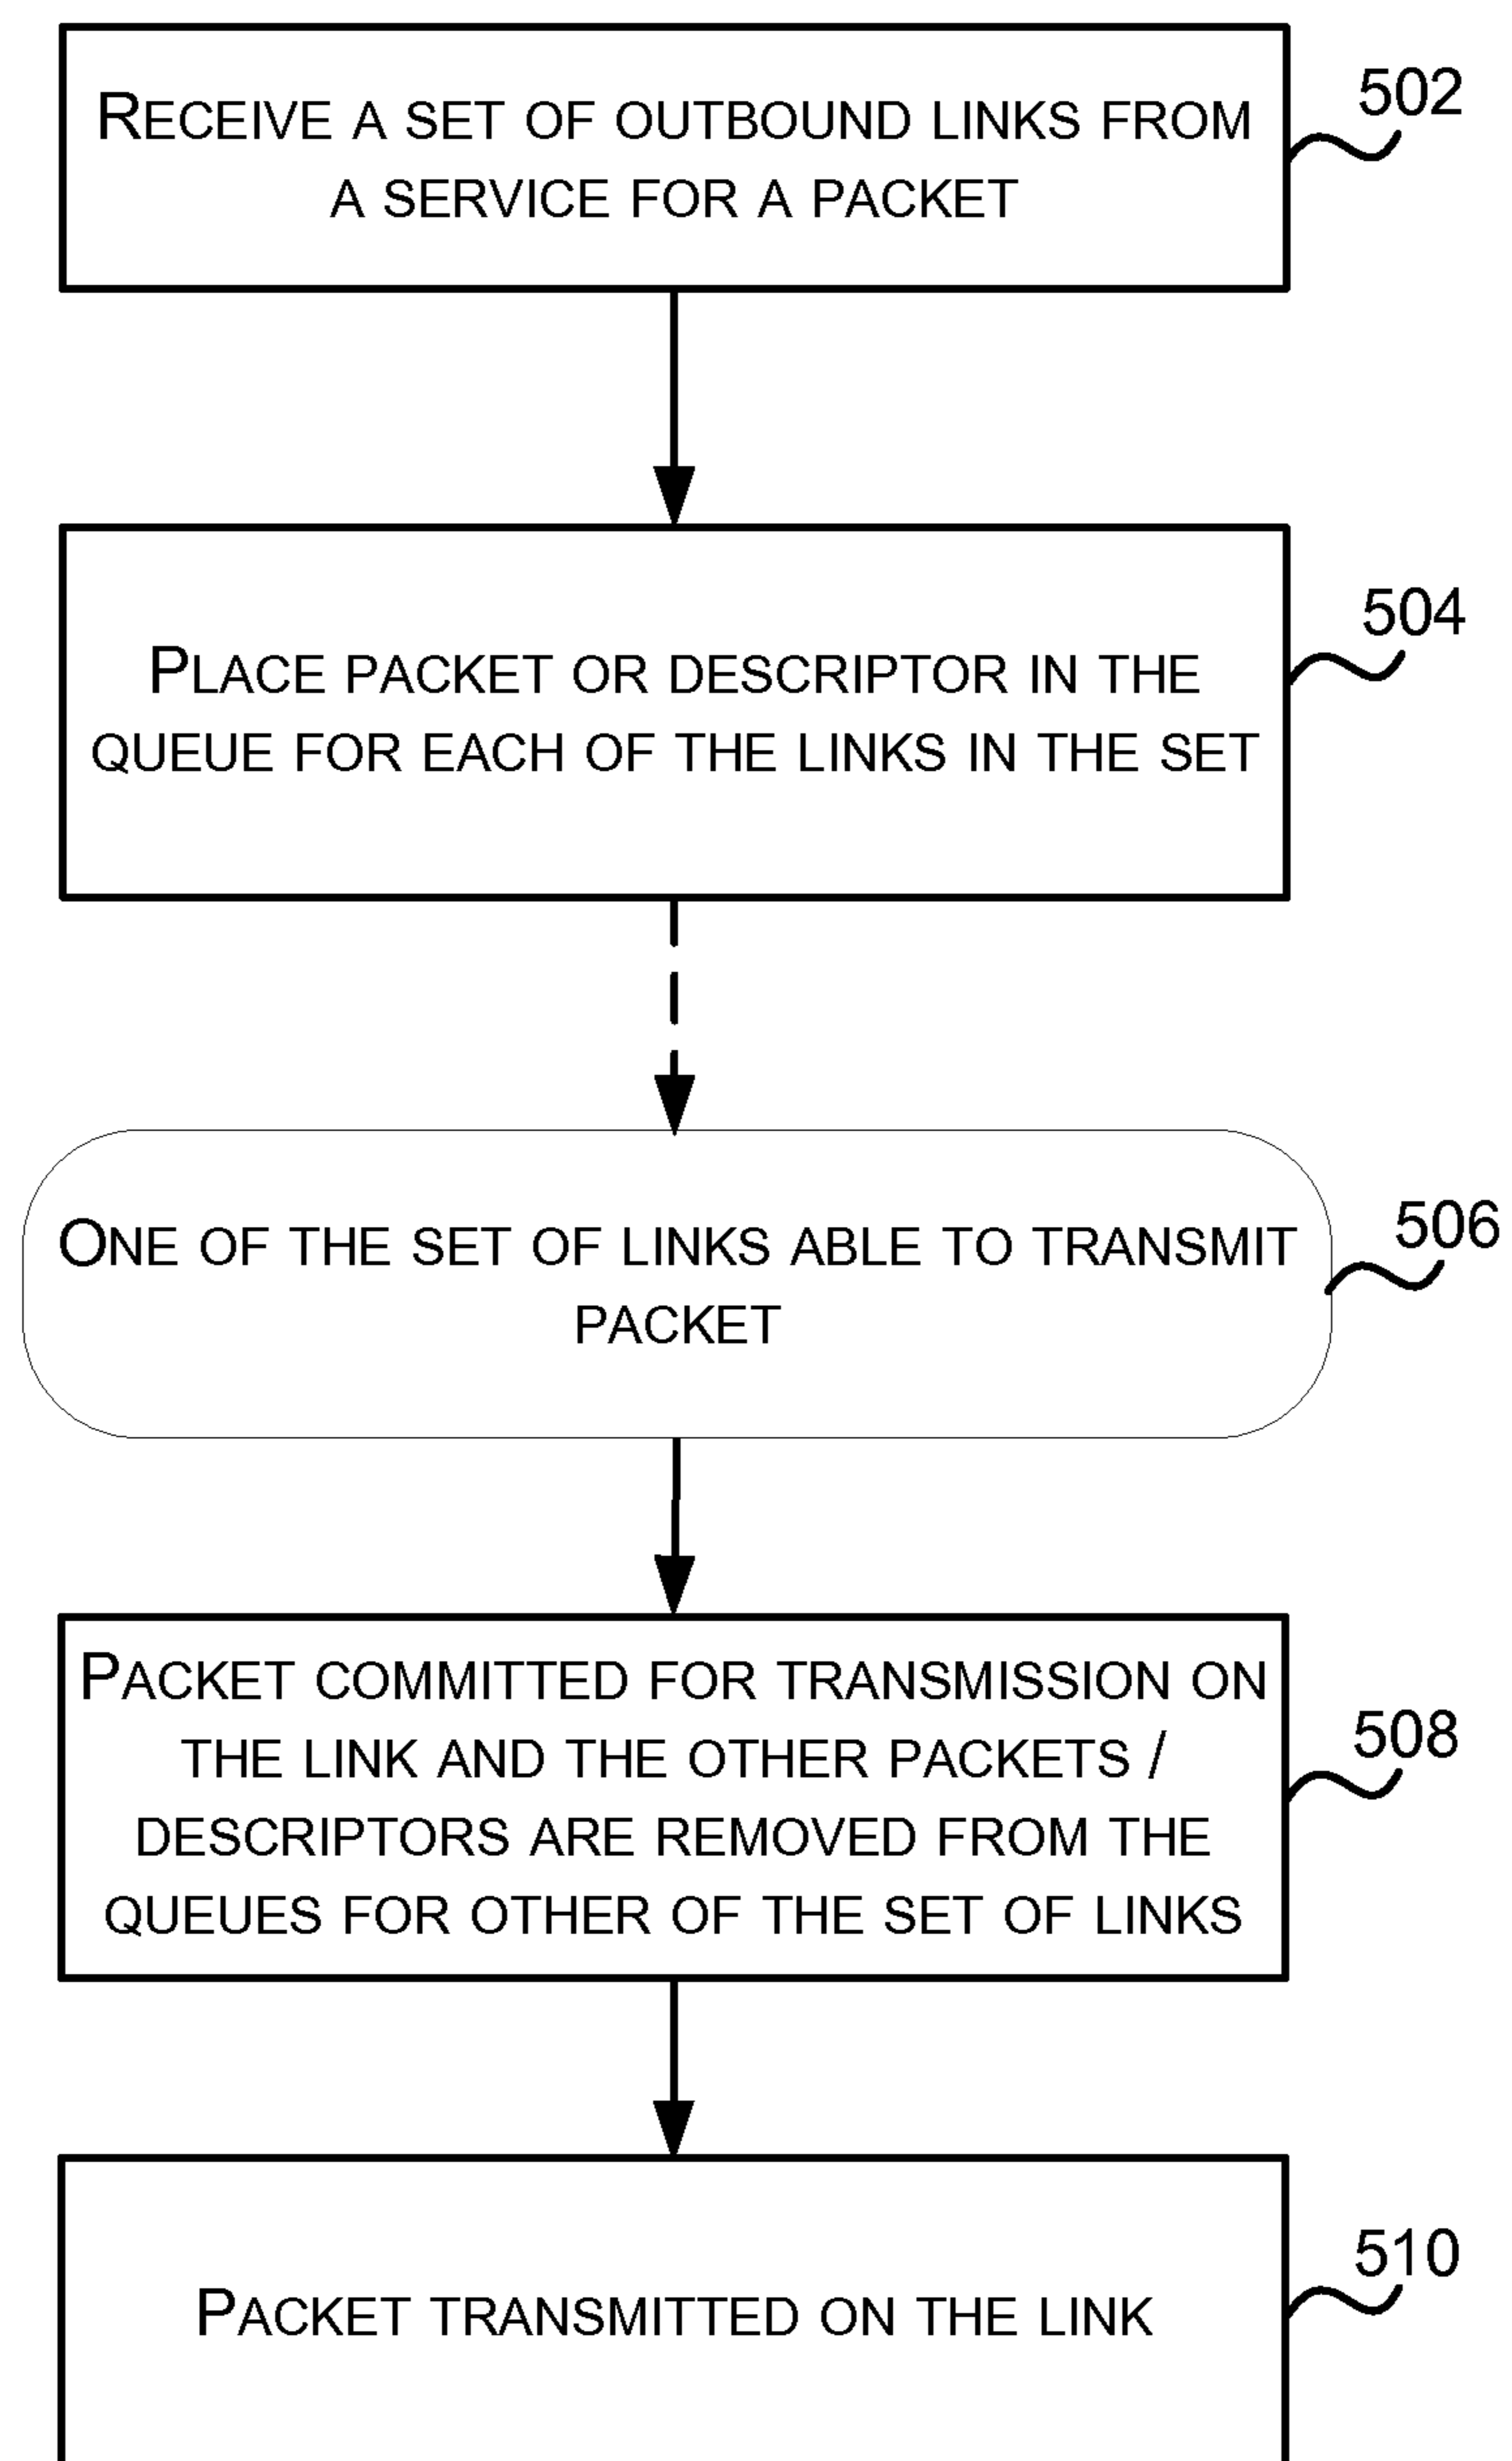 RECEIVE A SET OF OUTBOUND LINKS FROM
A SERVICE FOR A PACKET
502
PLACE PACKET OR DESCRIPTOR IN THE
QUEUE FOR EACH OF THE LINKS IN THE SET
504
ONE OF THE SET OF LINKS ABLE TO TRANSMIT
PACKET
506
PACKET COMMITTED FOR TRANSMISSION ON
THE LINK AND THE OTHER PACKETS /
DESCRIPTORS ARE REMOVED FROM THE
QUEUES FOR OTHER OF THE SET OF LINKS
508
PACKET TRANSMITTED ON THE LINK
510